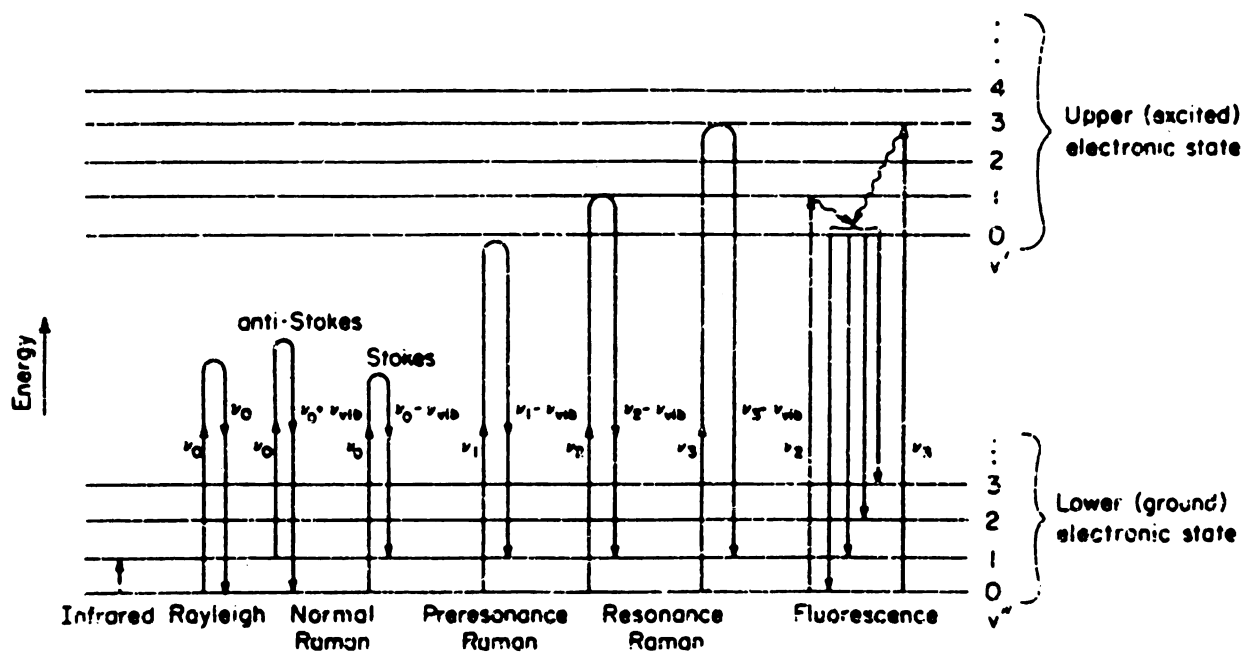 4
3
2
1
0
v'
Upper (excited)
electronic state
Energy
anti-Stokes
Stokes
ν0
ν0
ν0
ν0+ νvib
ν0
ν0 - νvib
ν1
ν1 - νvib
ν2
ν2 - νvib
ν3
ν3 - νvib
ν2
ν3
3
2
1
0
v"
Lower (ground)
electronic state
Infrared
Rayleigh
Normal
Raman
Preresonance
Raman
Resonance
Raman
Fluorescence